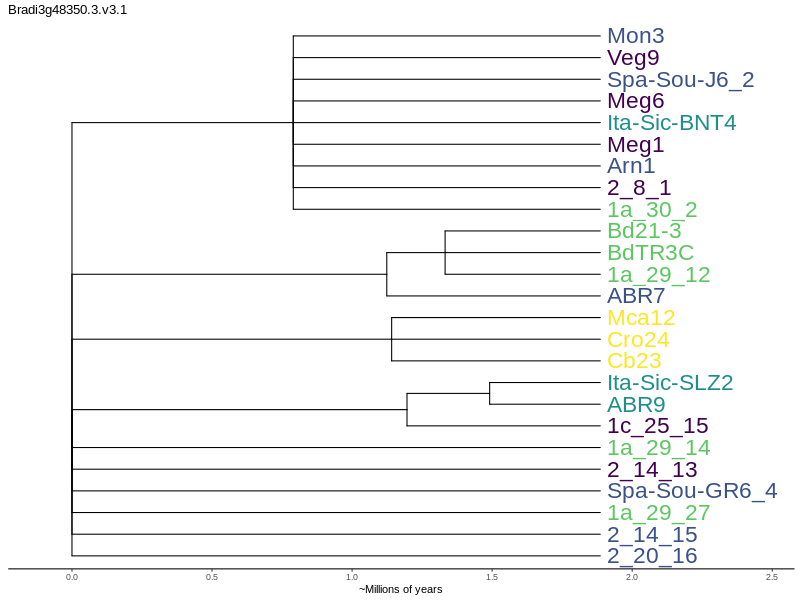 Bradi3g48350.3.v3.1
Mon3
Veg9
Spa-Sou-J6_2
Meg6
Ita-Sic-BNT4
Meg1
Arn1
2_8_1
1a_30_2
Bd21-3
BdTR3C
1a_29_12
ABR7
Mca12
Cro24
Cb23
Ita-Sic-SLZ2
ABR9
1c_25_15
1a_29_14
2_14_13
Spa-Sou-GR6_4
1a_29_27
2_14_15
2_20_16
0.0 0.5 1.0 1.5 2.0 2.5
~Millions of years